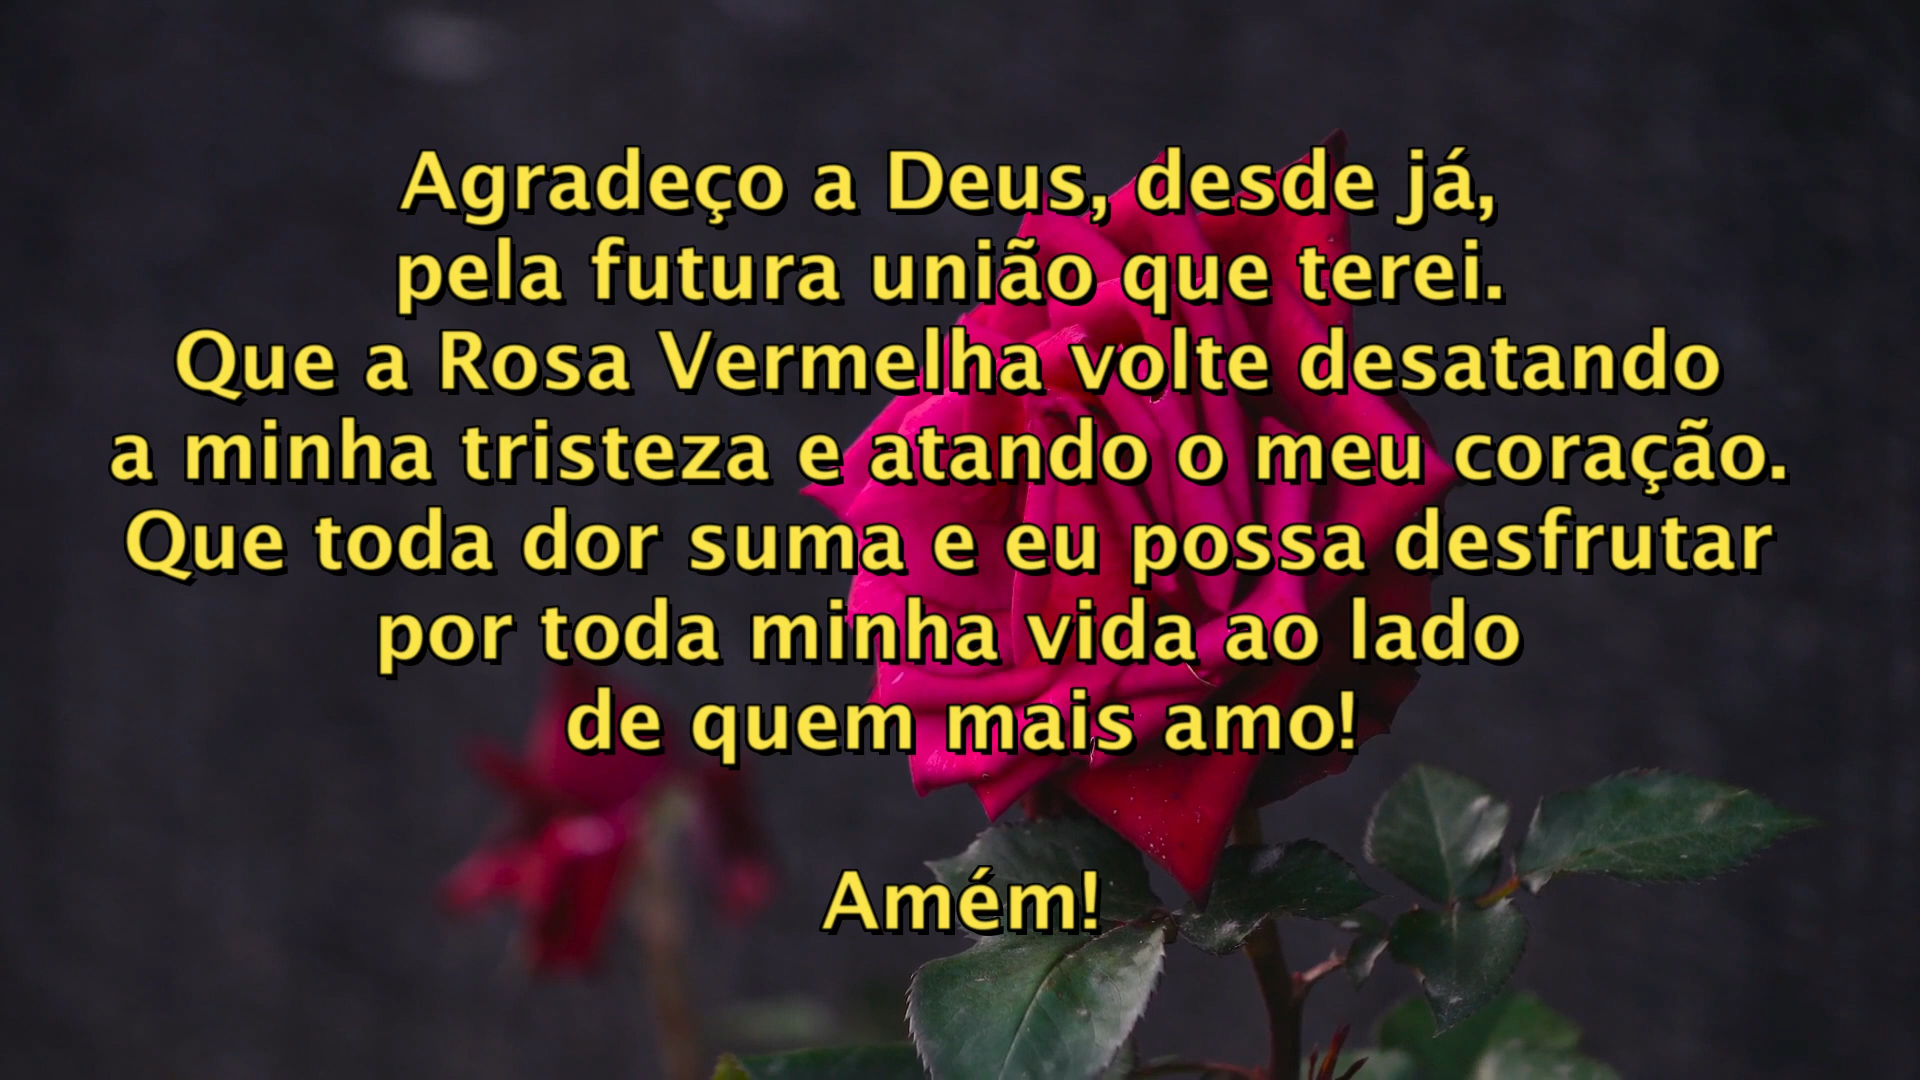 Agradeço a Deus, desde já,
pela futura união que terei.
Que a Rosa Vermelha volte desatando
a minha tristeza e atando o meu coração.
Que toda dor suma e eu possa desfrutar
por toda minha vida ao lado
de quem mais amo!
Amém!